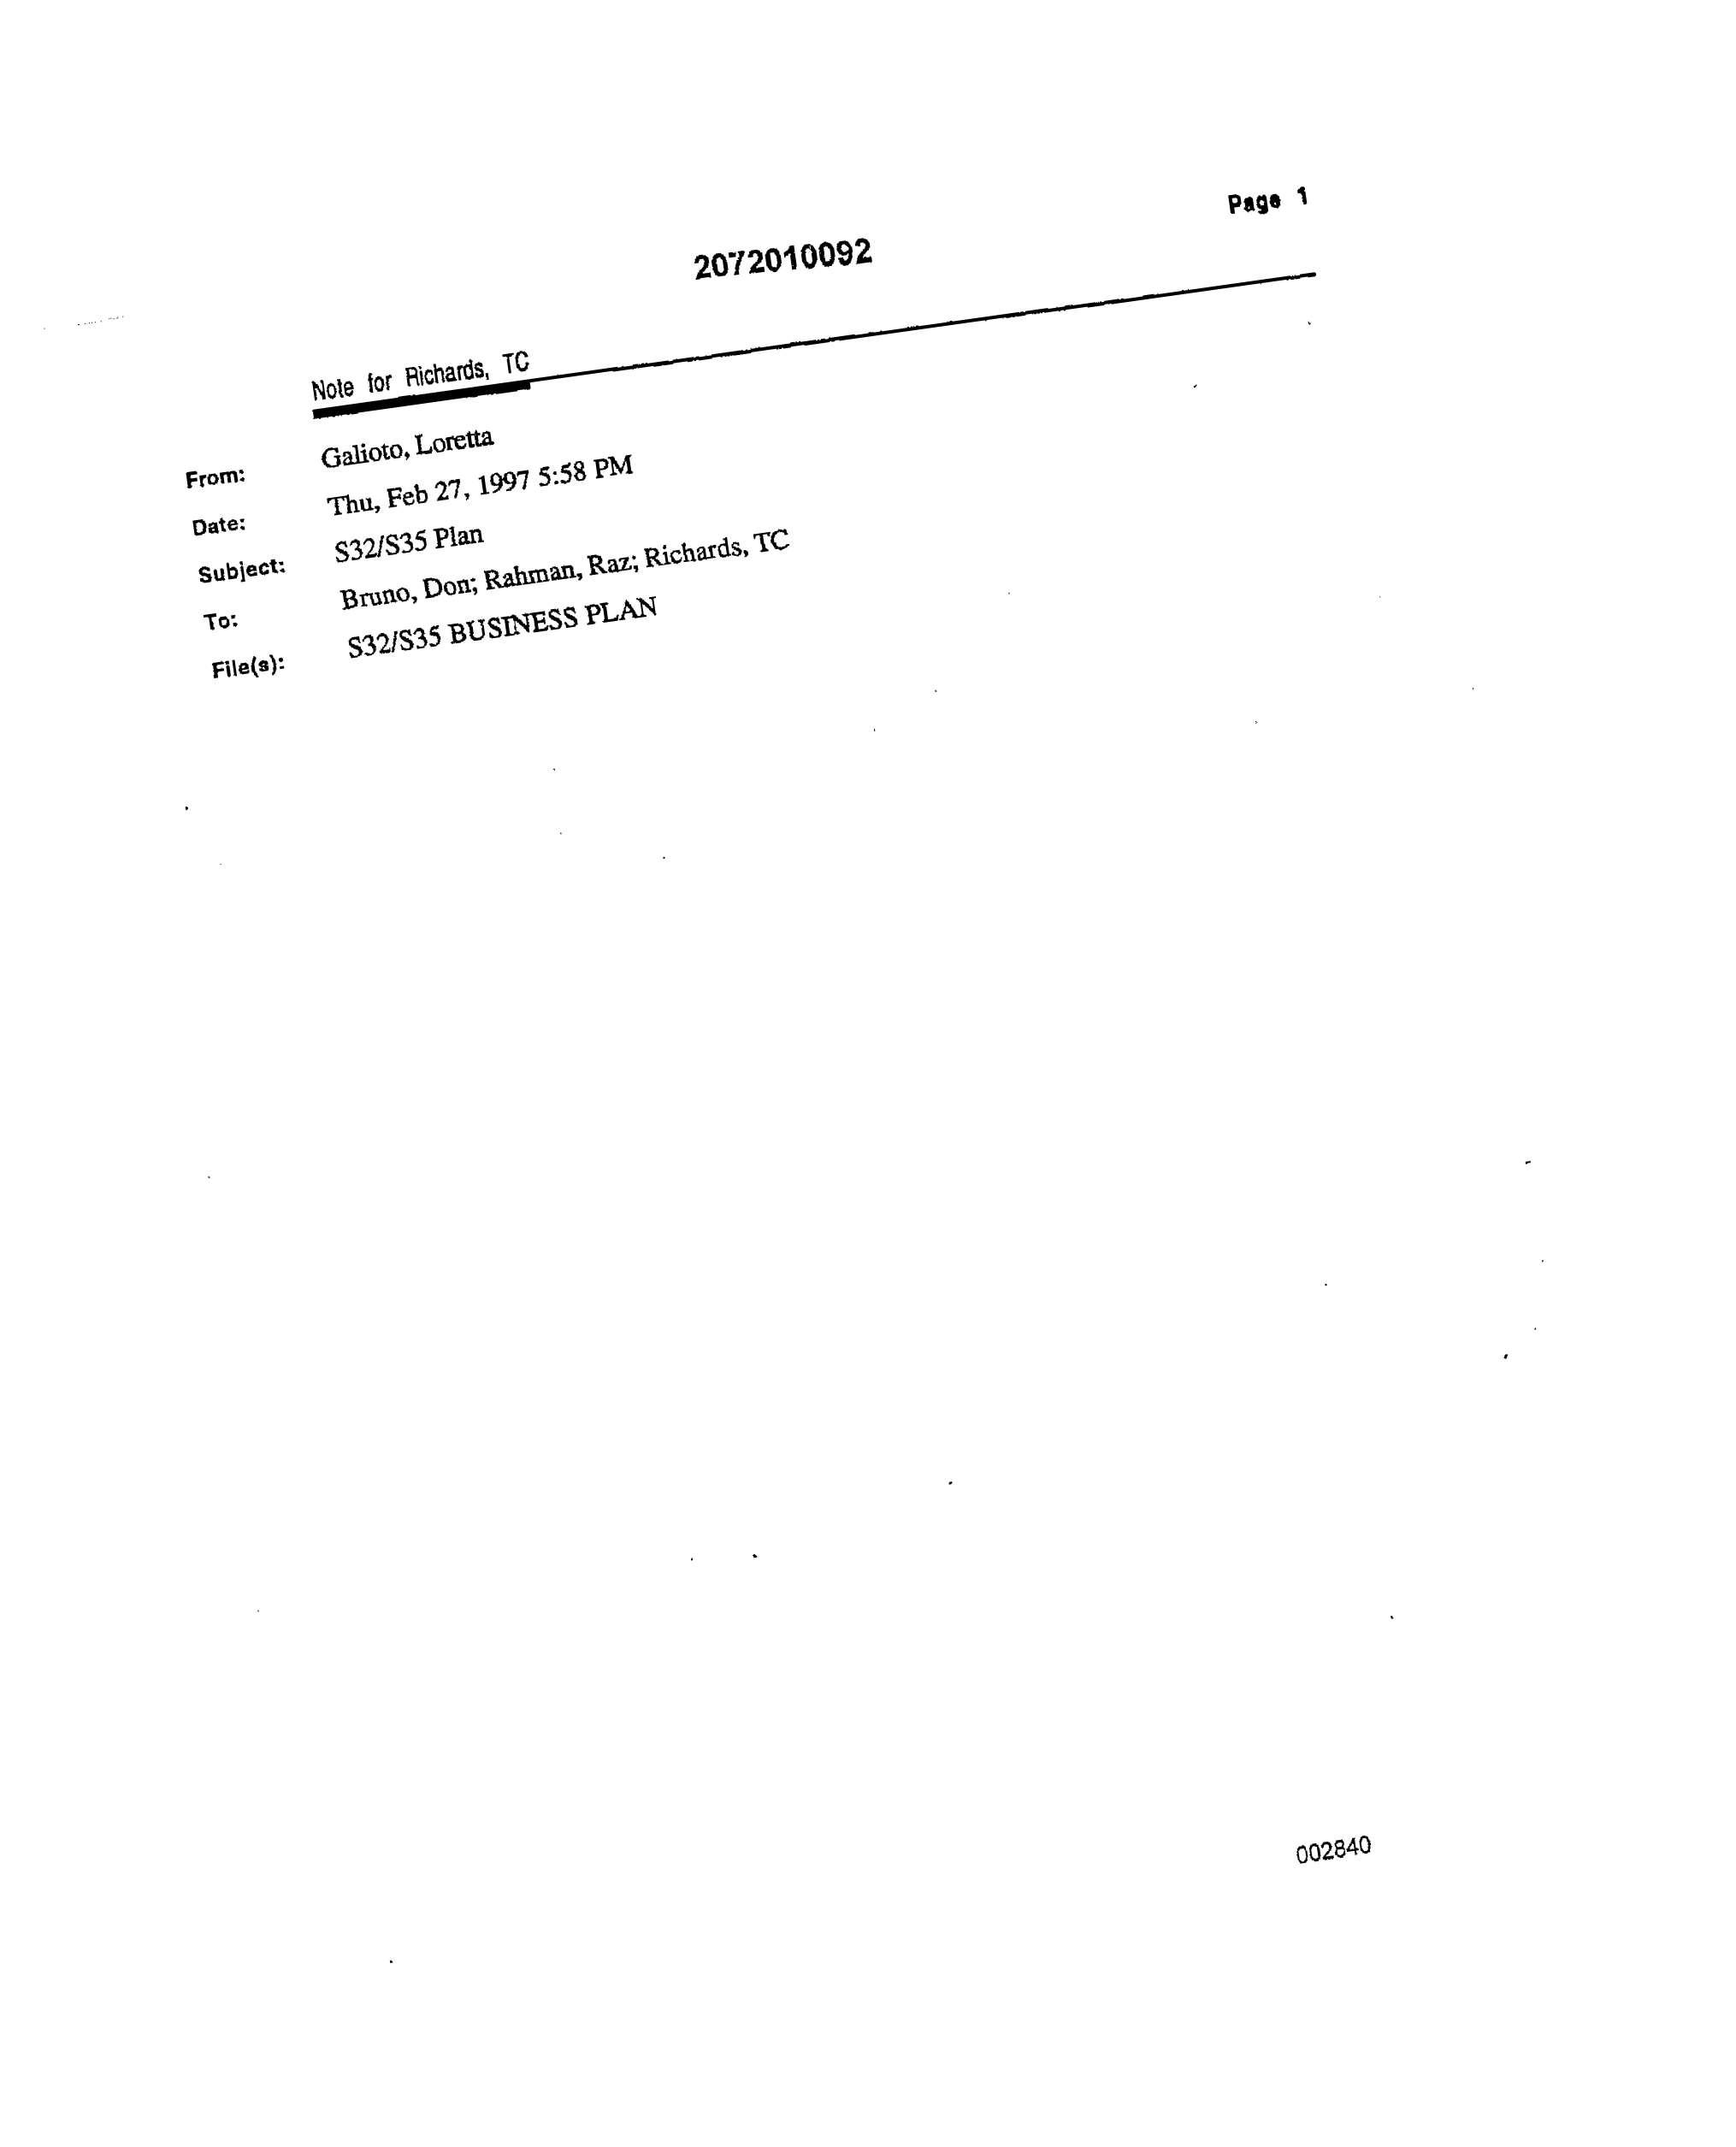 Page 1
2072010092
Note for Richards, TC
From: Galioto, Loretta
Date: Thu, Feb 27, 1997 5:58 PM
Subject: S32/S35 Plan
To: Bruno, Don; Rahman, Raz; Richards, TC
File(s): S32/S35 BUSINESS PLAN
002840